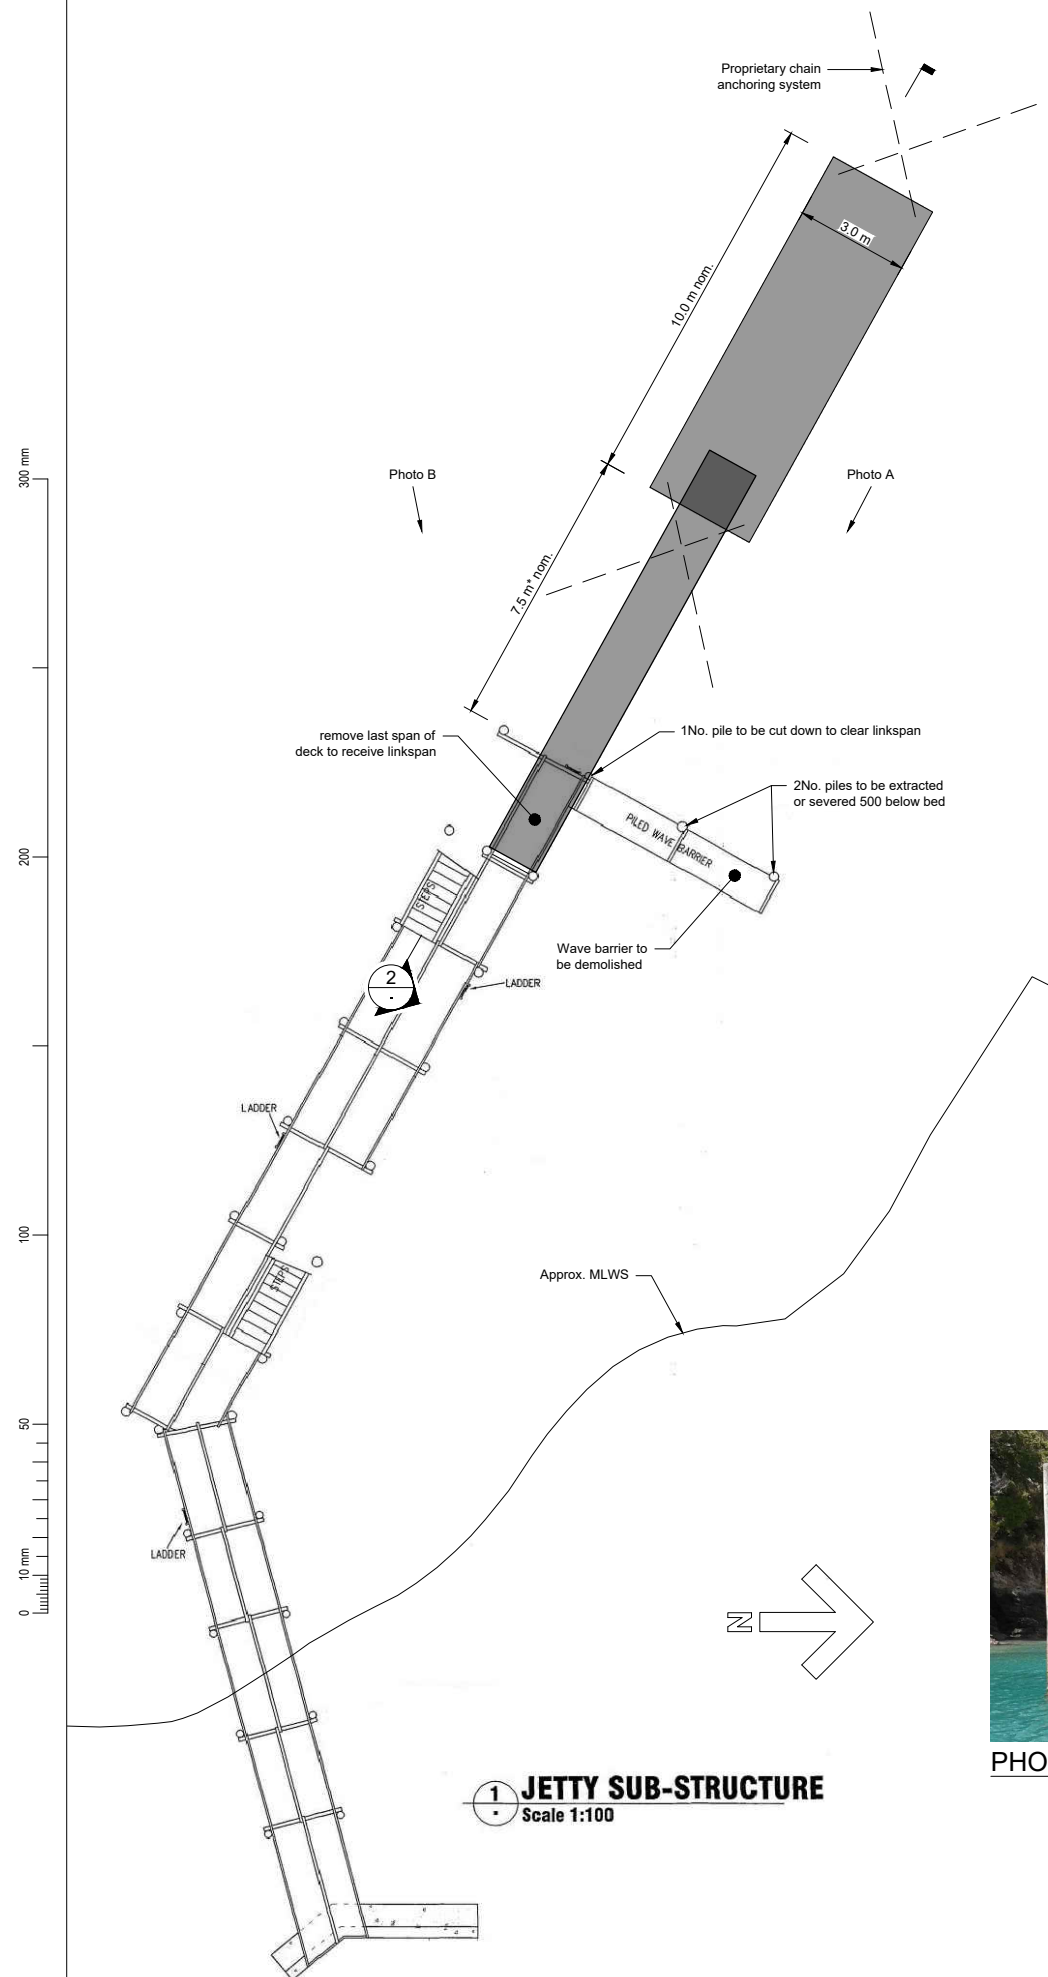 Proprietary chain
anchoring system
3.0 m
10.0 m nom.
300 mm
Photo B
Photo A
7.5 m* nom.
remove last span of
deck to receive linkspan
1No. pile to be cut down to clear linkspan
2No. piles to be extracted
or severed 500 below bed
PILED WAVE BARRIER
200
STEPS
Wave barrier to
be demolished
2
-
LADDER
LADDER
100
STEPS
Approx. MLWS
50
LADDER
10 mm
0
N
PHO
1
-
JETTY SUB-STRUCTURE
Scale 1:100